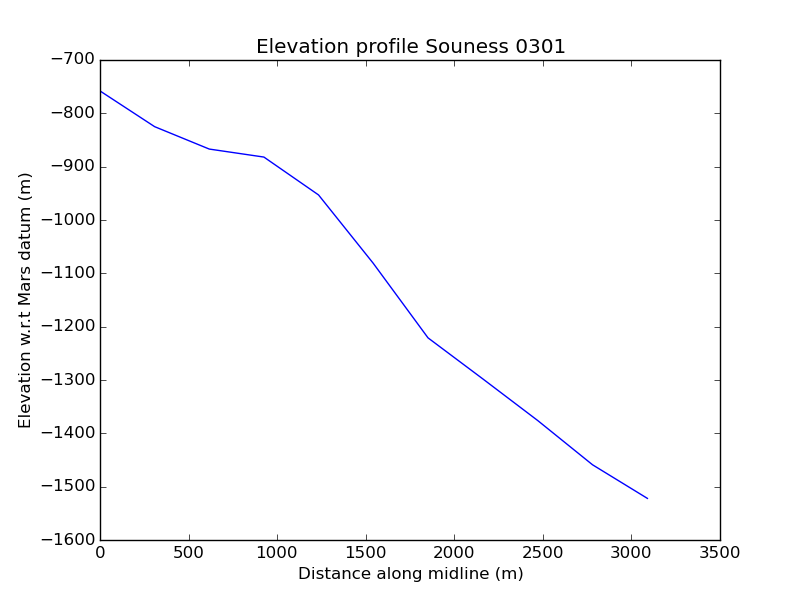 Elevation profile Souness 0301
−700
−800
−900
−1000
−1100
−1200
−1300
−1400
−1500
−1600
Elevation w.r.t Mars datum (m)
0 500 1000 1500 2000 2500 3000 3500
Distance along midline (m)